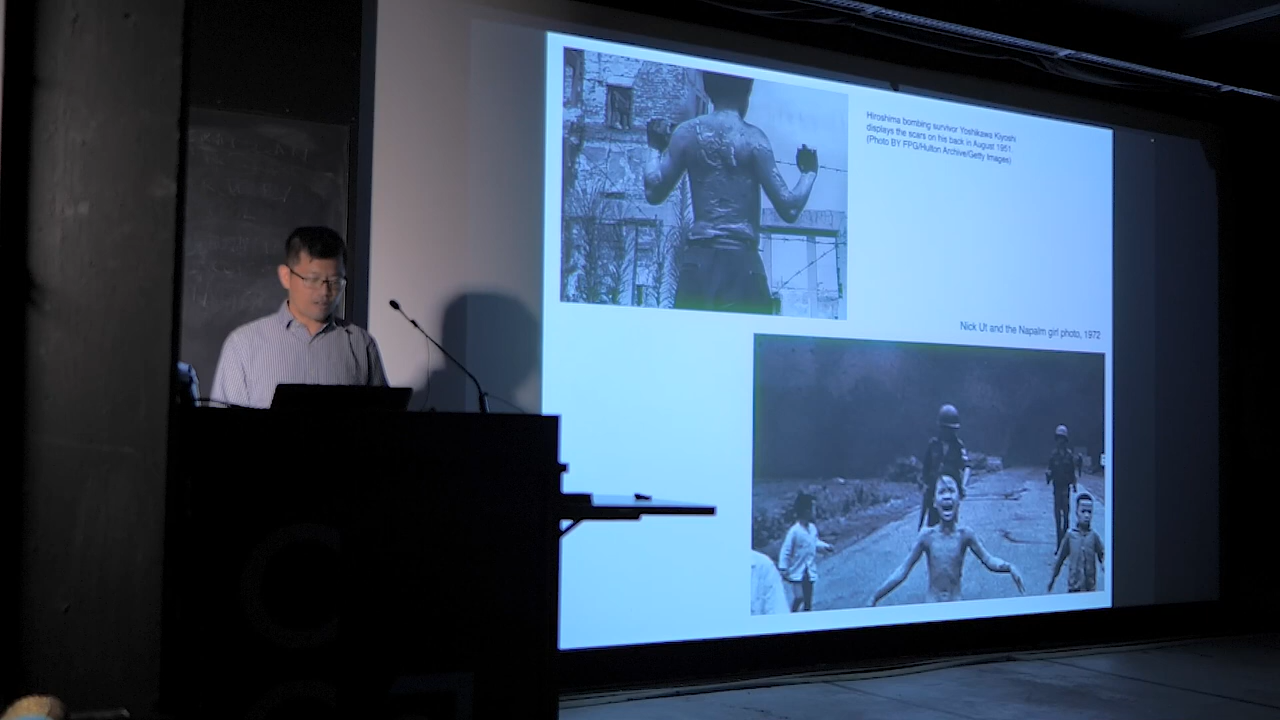 Hiroshima bombing survivor Yoshikawa Kiyoshi
displays the scars on his back in August 1951.
(Photo BY FPG/Hulton Archive/Getty Images)
Nick Ut and the Napalm girl photo, 1972